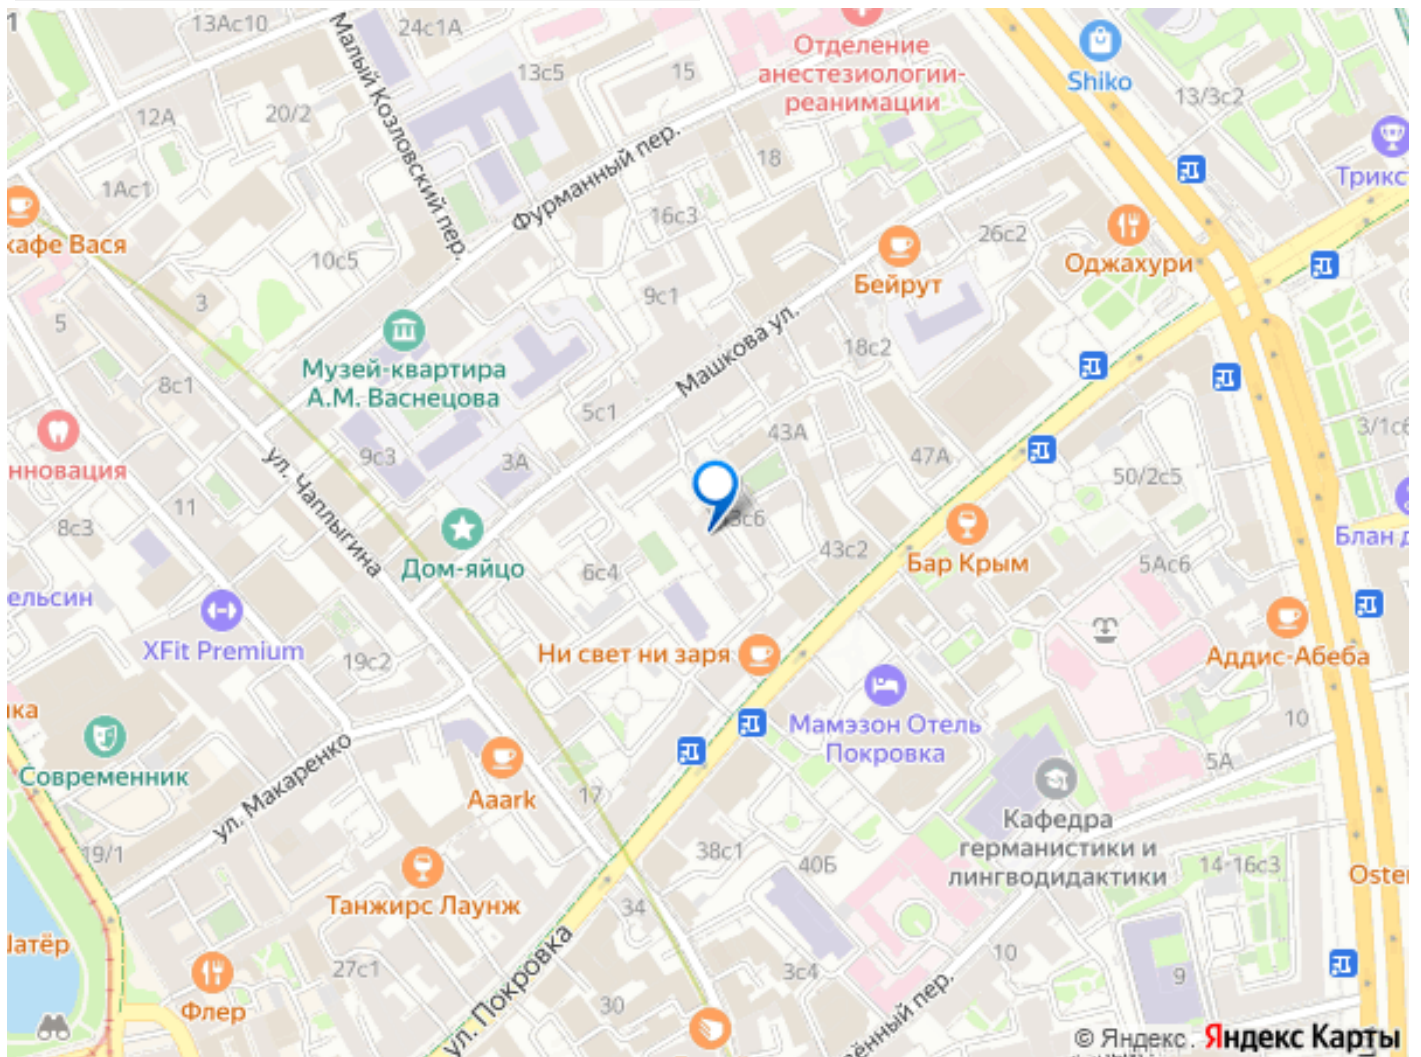 1
13Ас10
24с1А
Малый Козловский пер.
Отделение
анестезиологии-
реанимации
Shiko
13с5
15
13/3с2
12А
20/2
Фурманный пер.
18
1Ас1
16с3
26с2
кафе Вася
Оджахури
10с5
Бейрут
3
9с1
5
Музей-квартира
А.М. Васнецова
Машкова ул.
18с2
8с1
5с1
43А
3/1с6
нновация
9с3
3А
47А
50/2с5
ул. Чаплыгина
11
8с3
3с6
Блан д
Дом-яйцо
43с2
Бар Крым
5Ас6
6с4
ельсин
XFit Premium
Ни свет ни заря
Аддис-Абеба
19с2
ка
Мамэзон Отель
Покровка
10
Современник
ул. Макаренко
5А
Aaark
17
Кафедра
германистики и
лингводидактики
19/1
38с1
40Б
14-16с3
Oster
Танжирс Лаунж
34
Шатёр
ул. Покровка
27с1
10
3с4
9
Флер
30
ённый пер.
© Яндекс. Яндекс Карты